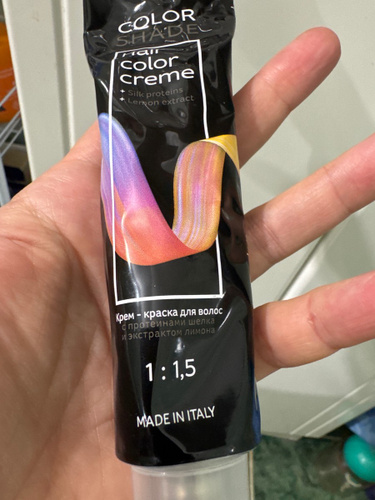 COLOR
SHADE
Hair
color
creme
+ Silk proteins
+ Lemon extract
Крем - краска для волос
с протеинами шелка
и экстрактом лимона
1 : 1,5
MADE IN ITALY